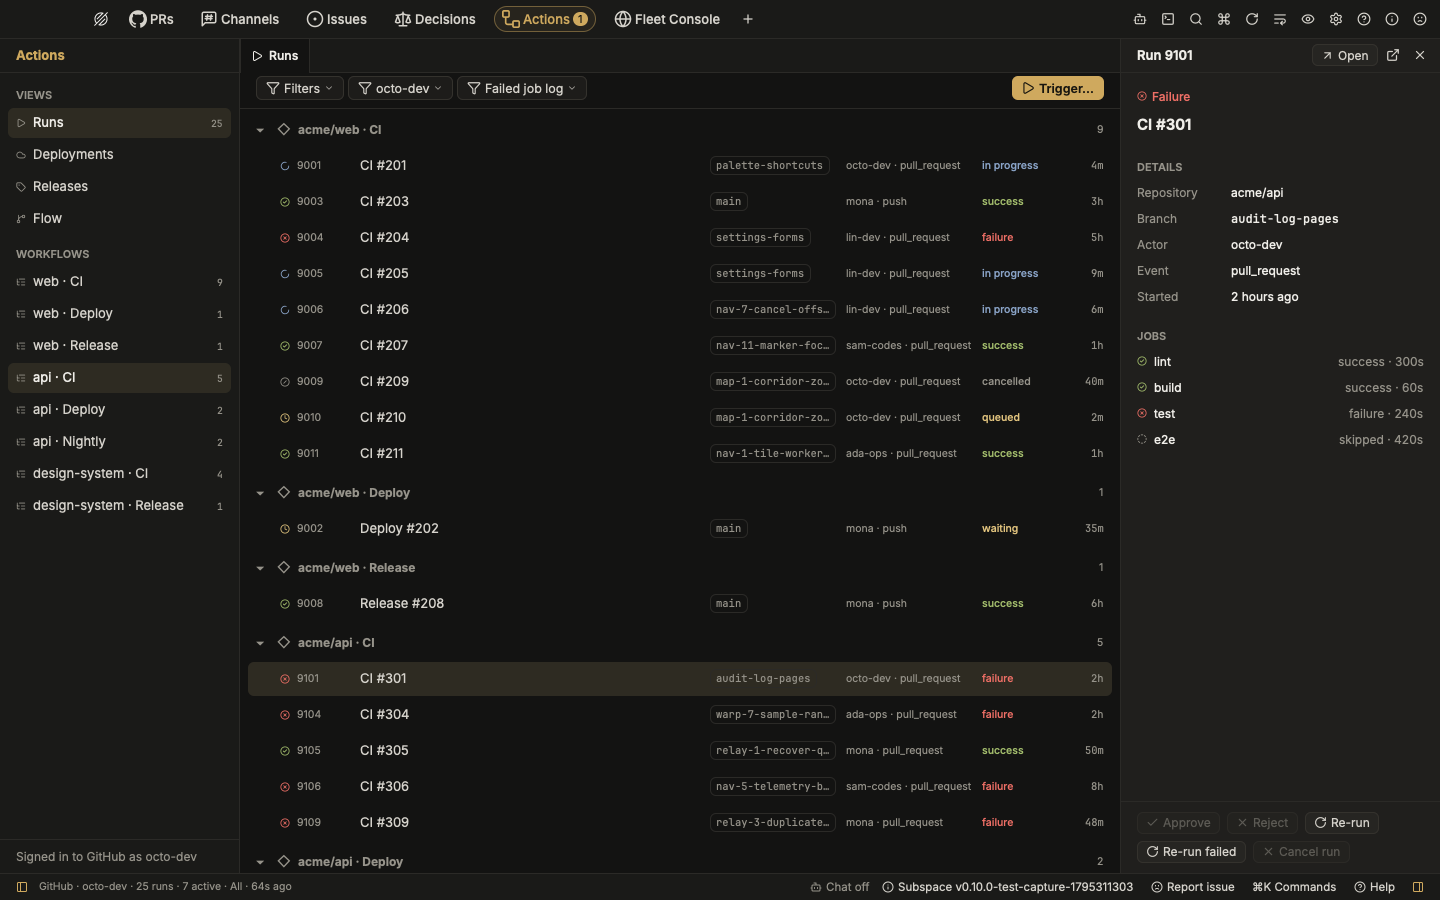 PRs Channels Issues Decisions Actions 1 Fleet Console
Actions
VIEWS
Runs 25
Deployments
Releases
Flow
WORKFLOWS
web · CI 9
web · Deploy 1
web · Release 1
api · CI 5
api · Deploy 2
api · Nightly 2
design-system · CI 4
design-system · Release 1
Signed in to GitHub as octo-dev
Runs
Filters octo-dev Failed job log Trigger...
acme/web · CI 9
9001 CI #201 palette-shortcuts octo-dev · pull_request in progress 4m
9003 CI #203 main mona · push success 3h
9004 CI #204 settings-forms lin-dev · pull_request failure 5h
9005 CI #205 settings-forms lin-dev · pull_request in progress 9m
9006 CI #206 nav-7-cancel-offs… lin-dev · pull_request in progress 6m
9007 CI #207 nav-11-marker-foc… sam-codes · pull_request success 1h
9009 CI #209 map-1-corridor-zo… octo-dev · pull_request cancelled 40m
9010 CI #210 map-1-corridor-zo… octo-dev · pull_request queued 2m
9011 CI #211 nav-1-tile-worker… ada-ops · pull_request success 1h
acme/web · Deploy 1
9002 Deploy #202 main mona · push waiting 35m
acme/web · Release 1
9008 Release #208 main mona · push success 6h
acme/api · CI 5
9101 CI #301 audit-log-pages octo-dev · pull_request failure 2h
9104 CI #304 warp-7-sample-ran… ada-ops · pull_request failure 2h
9105 CI #305 relay-1-recover-q… mona · pull_request success 50m
9106 CI #306 nav-5-telemetry-b… sam-codes · pull_request failure 8h
9109 CI #309 relay-3-duplicate… mona · pull_request failure 48m
acme/api · Deploy 2
Run 9101 Open
Failure
CI #301
DETAILS
Repository acme/api
Branch audit-log-pages
Actor octo-dev
Event pull_request
Started 2 hours ago
JOBS
lint success · 300s
build success · 60s
test failure · 240s
e2e skipped · 420s
Approve Reject Re-run
Re-run failed Cancel run
GitHub · octo-dev · 25 runs · 7 active · All · 64s ago
Chat off Subspace v0.10.0-test-capture-1795311303 Report issue ⌘K Commands Help